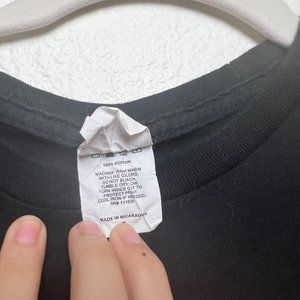 100% COTTON
MACHINE WASH WARM
WITH LIKE COLORS.
DO NOT BLEACH.
TUMBLE DRY LOW.
TURN INSIDE OUT TO
PROTECT PRINT.
COOL IRON IF NEEDED.
RN#
MADE IN NICARAGUA